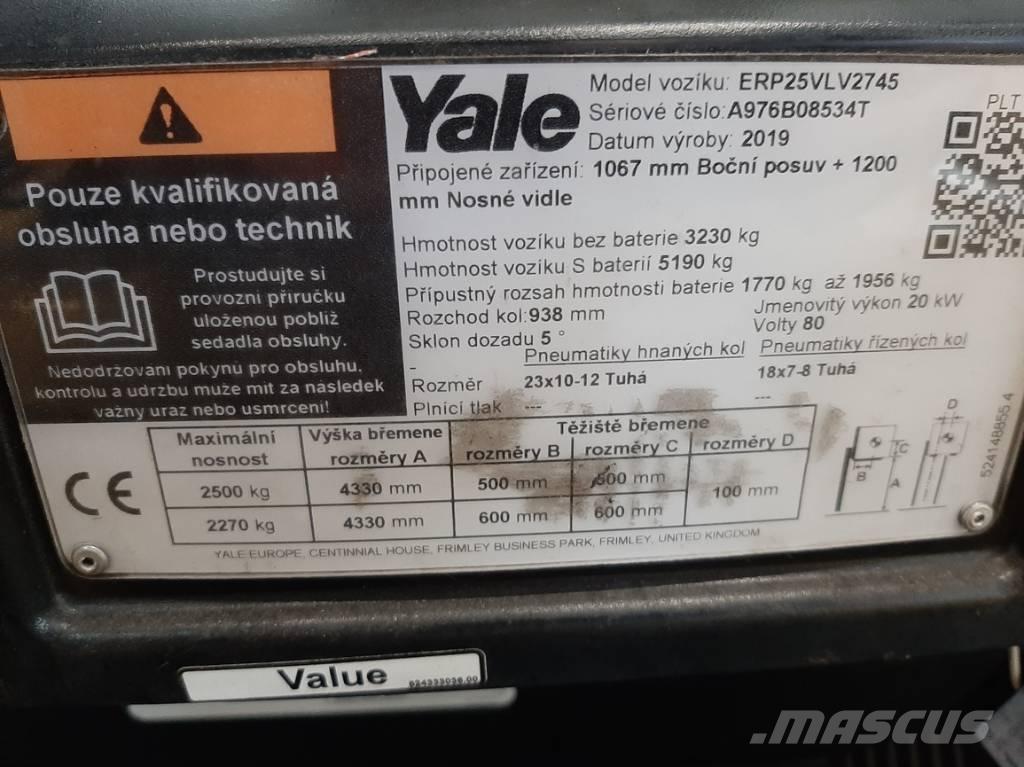 Pouze kvalifikovaná
obsluha nebo technik
Prostudujte si
provozní příručku
uloženou poblíž
sedadla obsluhy.
Nedodržování pokynů pro obsluhu,
kontrolu a údržbu může mít za následek
vážný úraz nebo usmrcení!
Yale
Model vozíku: ERP25VLV2745
Sériové číslo: A976B08534T
Datum výroby: 2019
Připojené zařízení: 1067 mm Boční posuv + 1200
mm Nosné vidle
PLT
Hmotnost vozíku bez baterie 3230 kg
Hmotnost vozíku S baterií 5190 kg
Přípustný rozsah hmotnosti baterie 1770 kg až 1956 kg
Rozchod kol: 938 mm Jmenovitý výkon 20 kW
Sklon dozadu 5 ° Volty 80
- Pneumatiky hnaných kol Pneumatiky řízených kol
Rozměr 23x10-12 Tuhá 18x7-8 Tuhá
Plnící tlak --- ---
Maximální nosnost Výška břemene rozměry A Těžiště břemene
rozměry B rozměry C rozměry D
2500 kg 4330 mm 500 mm 500 mm 100 mm
2270 kg 4330 mm 600 mm 600 mm
CE
B A C D
524148855.4
YALE EUROPE, CENTINNIAL HOUSE, FRIMLEY BUSINESS PARK, FRIMLEY, UNITED KINGDOM
Value
.MASCUS